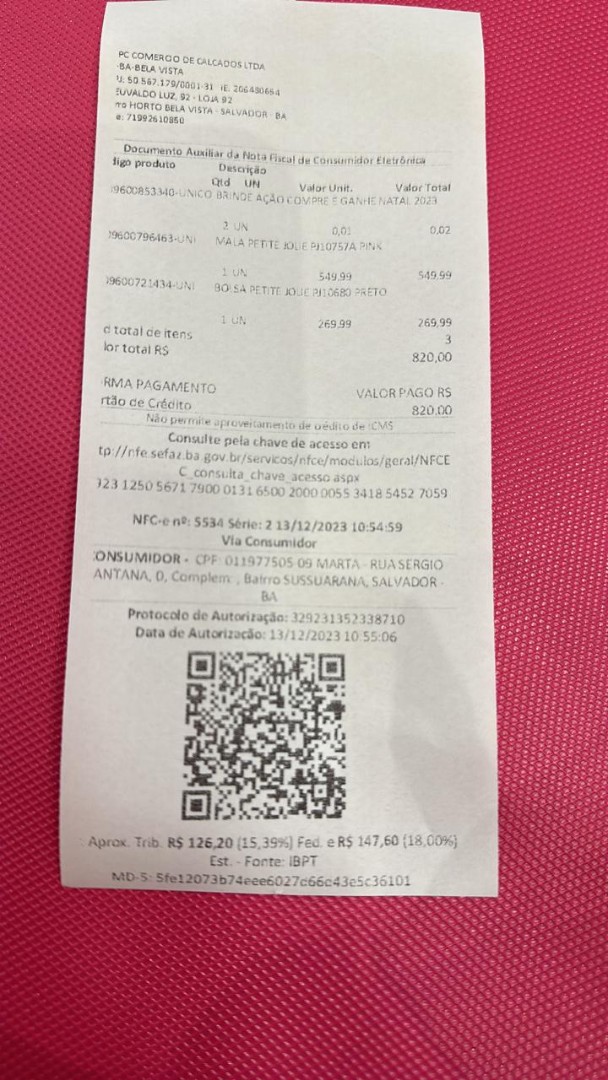 PC COMERCIO DE CALCADOS LTDA
-BA-BELA VISTA
J: 50.567.179/0001-31 IE: 206480664
EUVALDO LUZ, 92 - LOJA 92
HORTO BELA VISTA - SALVADOR - BA
e: 71992610850
Documento Auxiliar da Nota Fiscal de Consumidor Eletrônica
digo produto Descrição
Qtd UN Valor Unit. Valor Total
09600853340-UNICO BRINDE AÇÃO COMPRE E GANHE NATAL 2023
2 UN 0,01 0,02
09600796463-UNI MALA PETITE JOLIE PJ10757A PINK
1 UN 549,99 549,99
09600721434-UNI BOLSA PETITE JOLIE PJ10680 PRETO
1 UN 269,99 269,99
d total de itens 3
lor total R$ 820,00
RMA PAGAMENTO VALOR PAGO R$
rtão de Crédito 820,00
Não permite aproveitamento de crédito de ICMS
Consulte pela chave de acesso em
tp://nfe.sefaz.ba.gov.br/servicos/nfce/modulos/geral/NFCE
C_consulta_chave_acesso.aspx
023 1250 5671 7900 0131 6500 2000 0055 3418 5452 7059
NFC-e nº: 5534 Série: 2 13/12/2023 10:54:59
Via Consumidor
CONSUMIDOR - CPF: 011977505-09 MARTA - RUA SERGIO
ANTANA, 0, Complem: , Bairro SUSSUARANA, SALVADOR -
BA
Protocolo de Autorização: 329231352338710
Data de Autorização: 13/12/2023 10:55:06
Aprox. Trib. R$ 126,20 (15,39%) Fed. e R$ 147,60 (18,00%)
Est. - Fonte: IBPT
MD-5: 5fe12073b74eee6027c66c43e5c36101